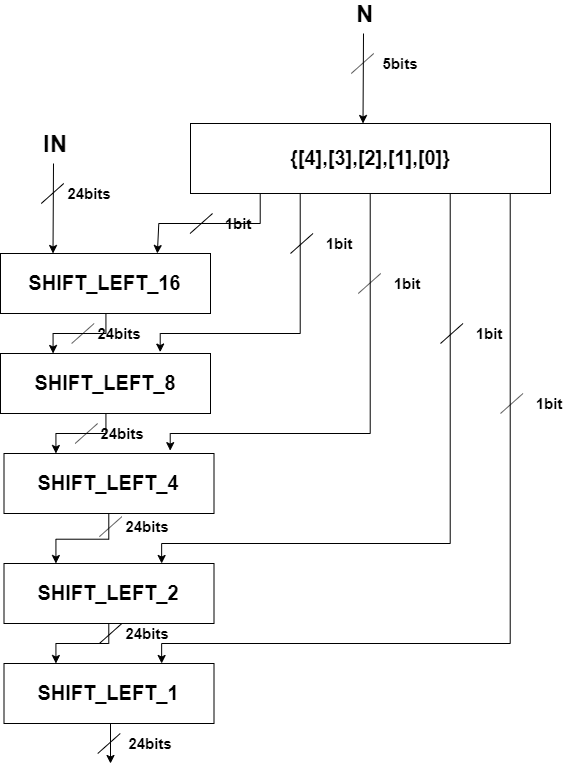 N
5bits
{[4],[3],[2],[1],[0]}
IN
24bits
1bit
1bit
1bit
1bit
1bit
SHIFT_LEFT_16
24bits
SHIFT_LEFT_8
24bits
SHIFT_LEFT_4
24bits
SHIFT_LEFT_2
24bits
SHIFT_LEFT_1
24bits